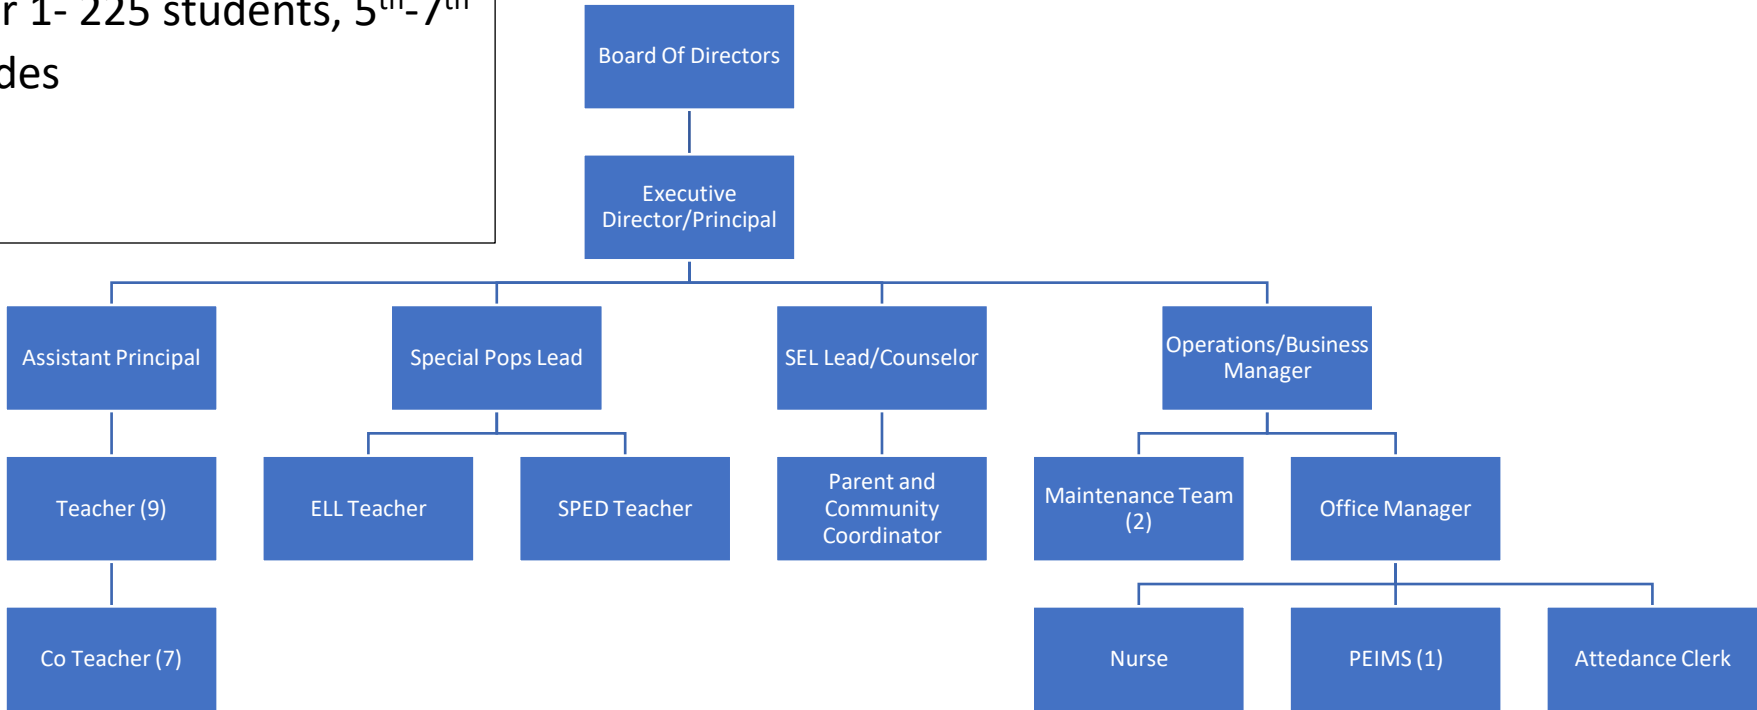 r 1- 225 students, 5th-7th
des
Board Of Directors
Executive
Director/Principal
Assistant Principal
Special Pops Lead
SEL Lead/Counselor
Operations/Business
Manager
Teacher (9)
ELL Teacher
SPED Teacher
Parent and
Community
Coordinator
Maintenance Team
(2)
Office Manager
Co Teacher (7)
Nurse
PEIMS (1)
Attedance Clerk